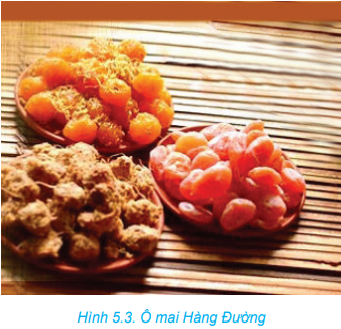 Hình 5.3. Ô mai Hàng Đường